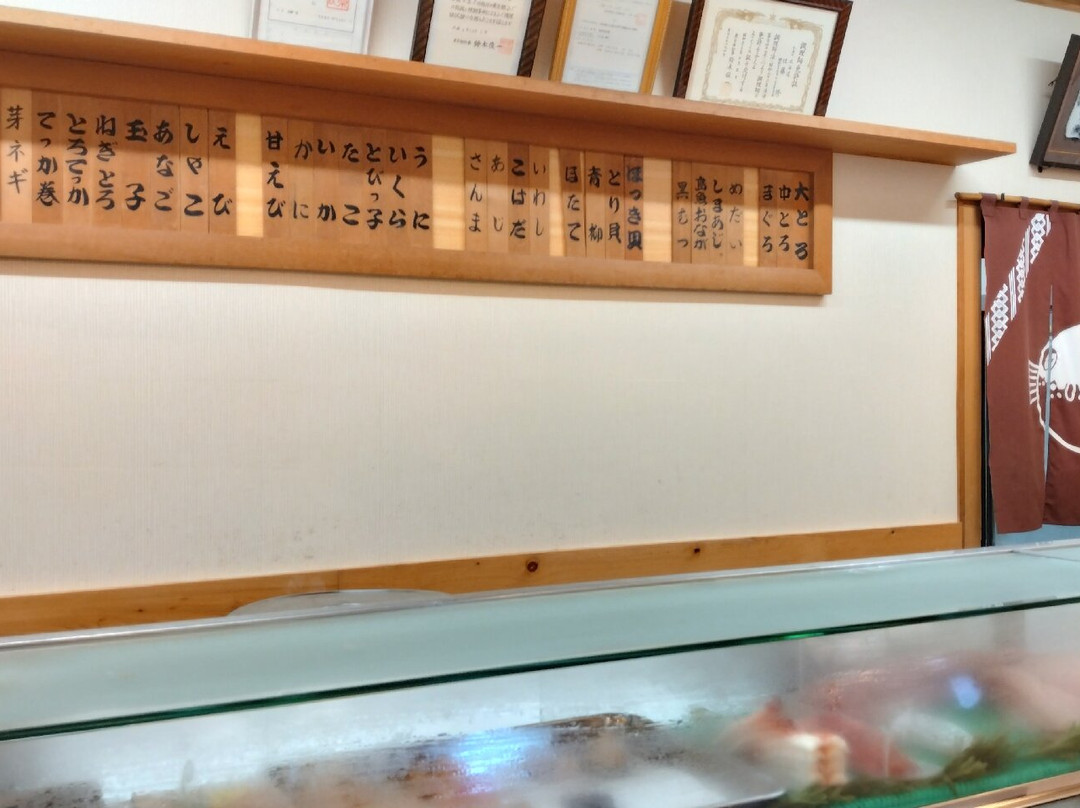 大とろ
中とろ
まぐろ
めだい
しまあじ
島魚おなが
黒むつ
ほっき貝
とり貝
青柳
ほたて
いわし
こはだ
あじ
さんま
うに
いくら
とびっ子
たこ
いか
かに
甘えび
えび
しゃこ
あなご
玉子
ねぎとろ
とろてっか
てっか巻
芽ネギ